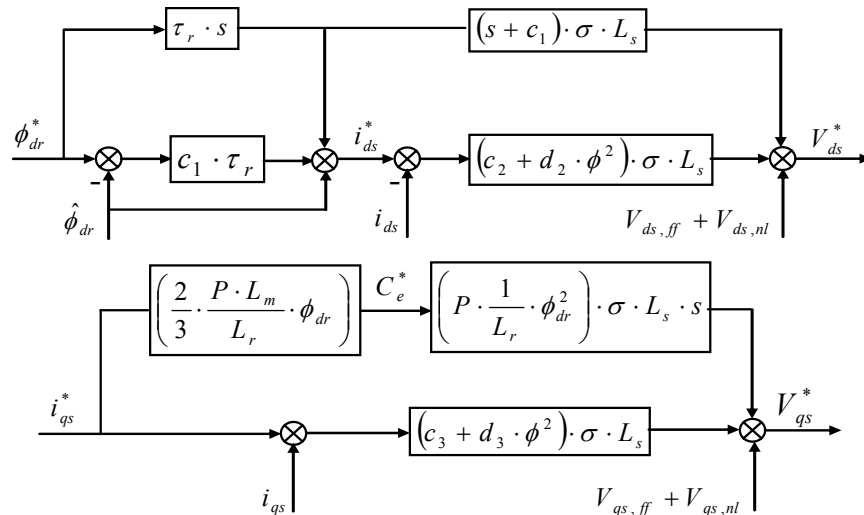 τ_r · s
(s + c_1) · σ · L_s
ϕ*_dr
c_1 · τ_r
i*_ds
(c_2 + d_2 · ϕ^2) · σ · L_s
V*_ds
-
-
ϕ̂_dr
i_ds
V_ds,ff + V_ds,nl
(2/3 · P · L_m/L_r · ϕ_dr)
C*_e
(P · 1/L_r · ϕ^2_dr) · σ · L_s · s
i*_qs
(c_3 + d_3 · ϕ^2) · σ · L_s
V*_qs
i_qs
V_qs,ff + V_qs,nl